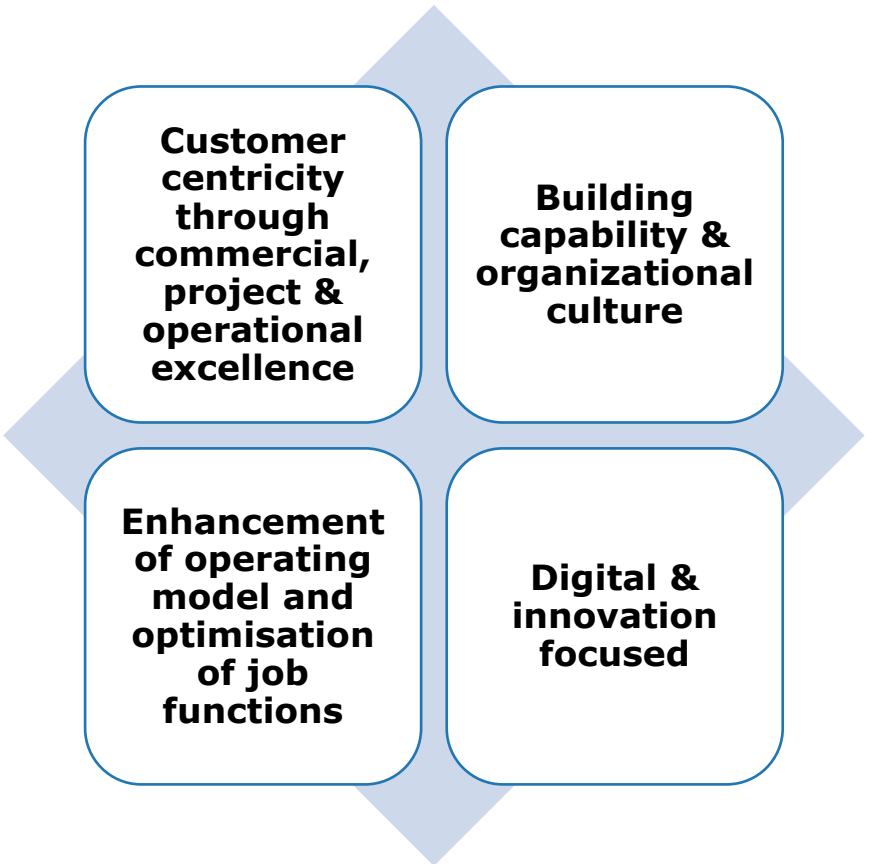 Customer
centricity
through
commercial,
project &
operational
excellence
Building
capability &
organizational
culture
Enhancement
of operating
model and
optimisation
of job
functions
Digital &
innovation
focused